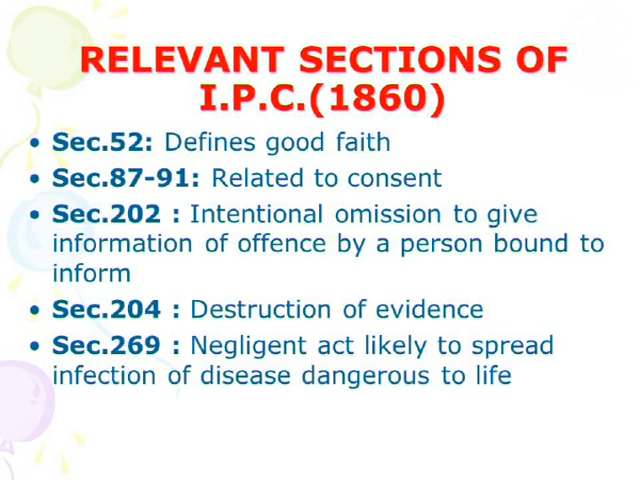 RELEVANT SECTIONS OF
I.P.C.(1860)
• Sec.52: Defines good faith
• Sec.87-91: Related to consent
• Sec.202 : Intentional omission to give
information of offence by a person bound to
inform
• Sec.204 : Destruction of evidence
• Sec.269 : Negligent act likely to spread
infection of disease dangerous to life